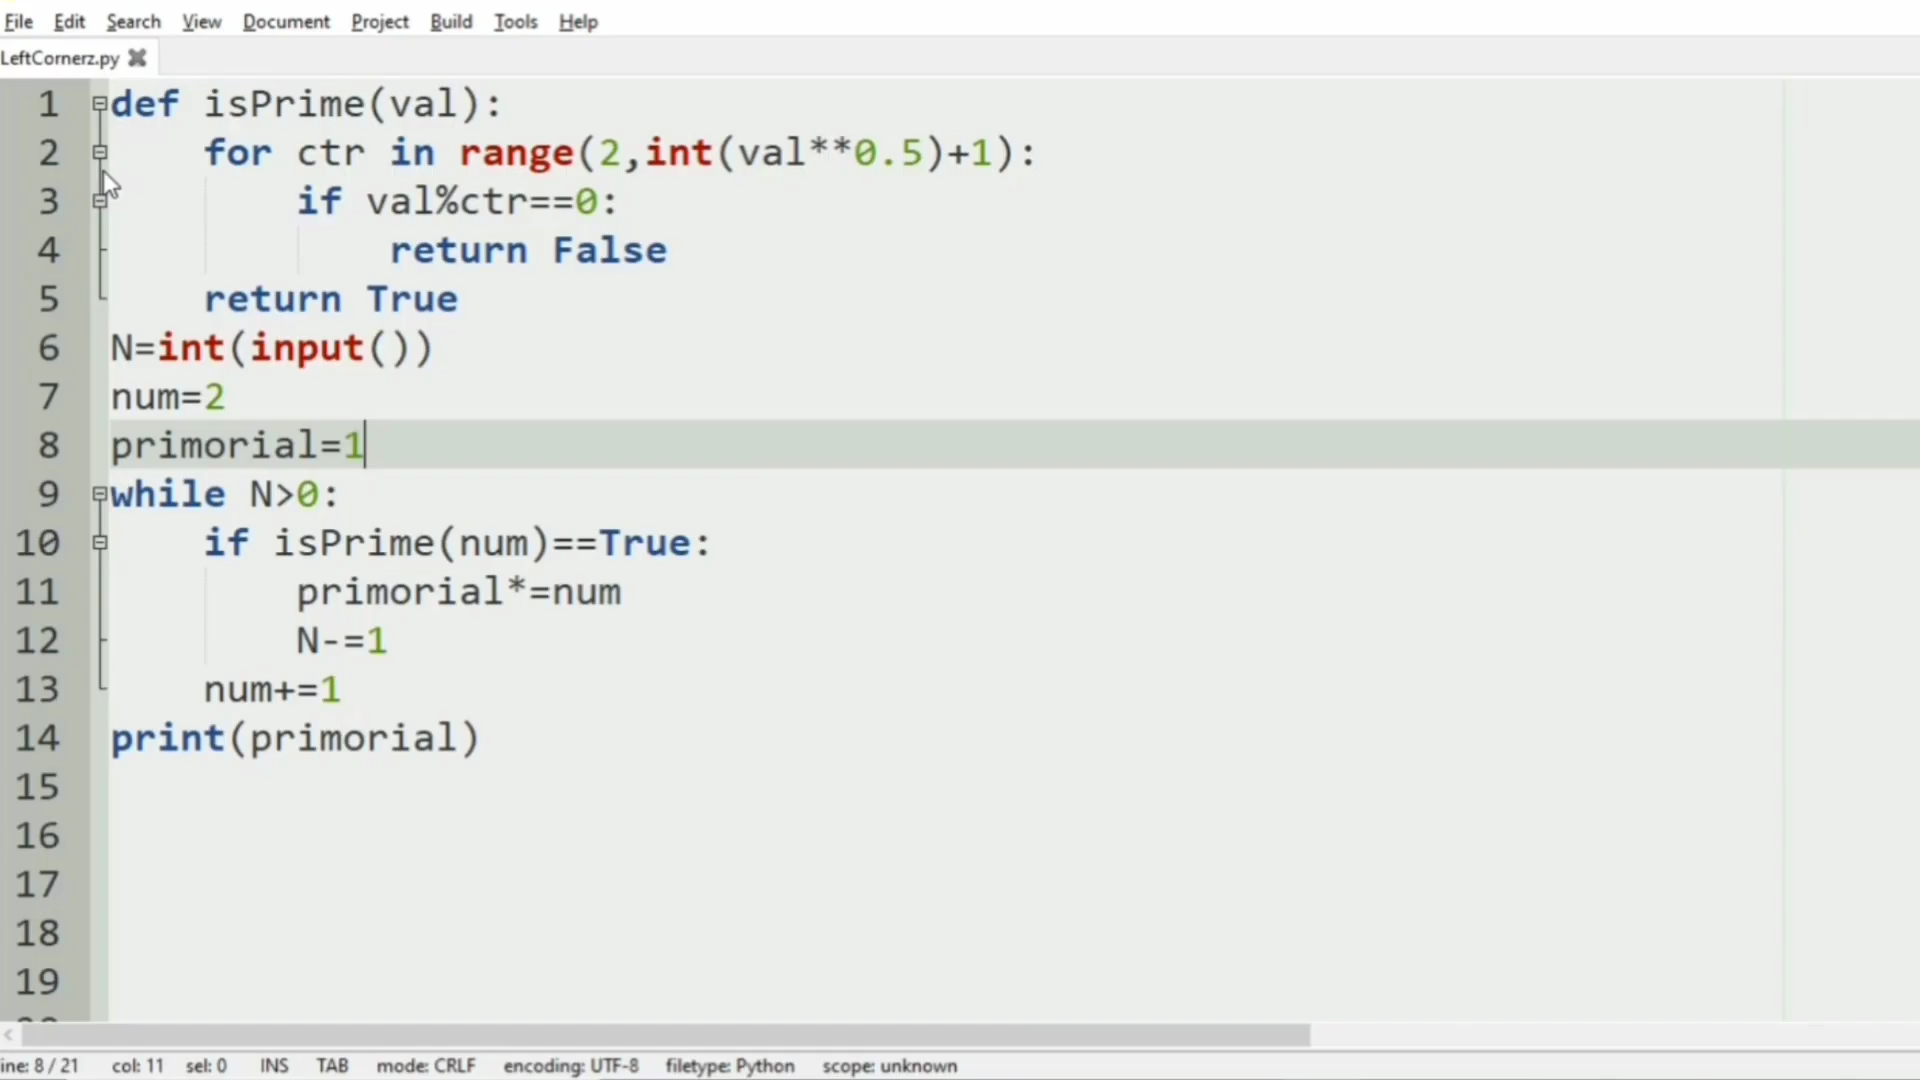 File Edit Search View Document Project Build Tools Help
LeftCornerz.py
1 def isPrime(val):
2 for ctr in range(2,int(val**0.5)+1):
3 if val%ctr==0:
4 return False
5 return True
6 N=int(input())
7 num=2
8 primorial=1
9 while N>0:
10 if isPrime(num)==True:
11 primorial*=num
12 N-=1
13 num+=1
14 print(primorial)
15
16
17
18
19
ine: 8 / 21 col: 11 sel: 0 INS TAB mode: CRLF encoding: UTF-8 filetype: Python scope: unknown